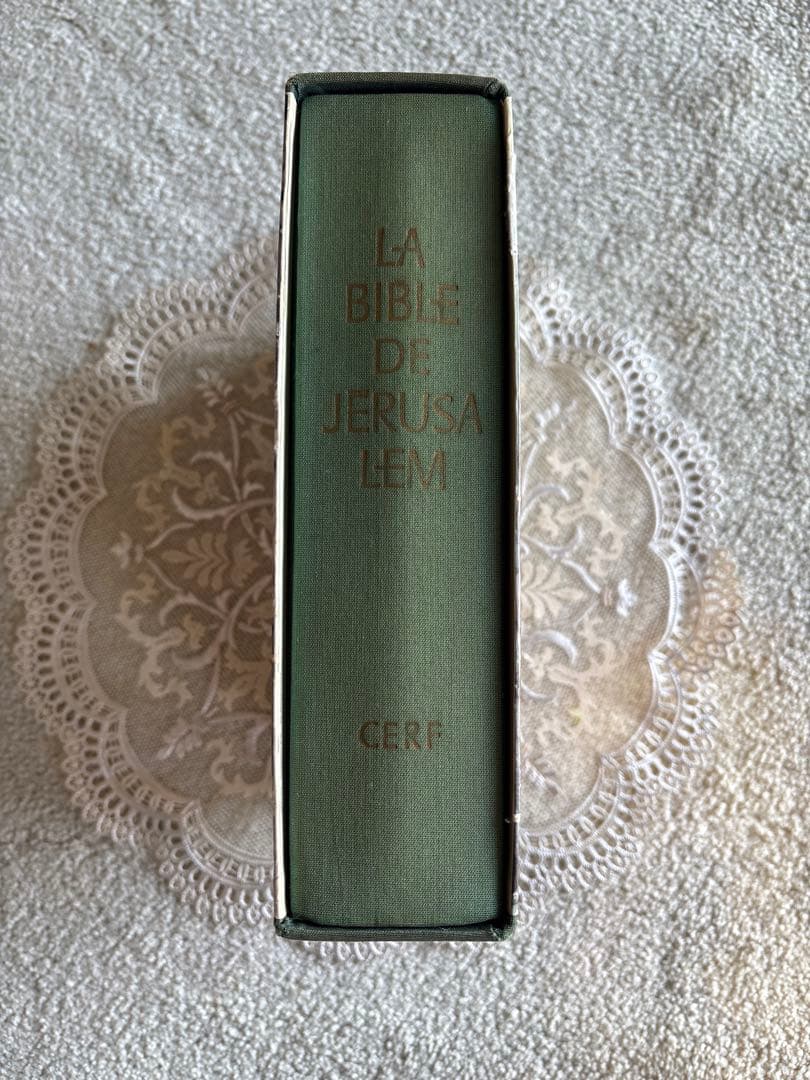 LA
BIBLE
DE
JERUSA
LEM
CERF